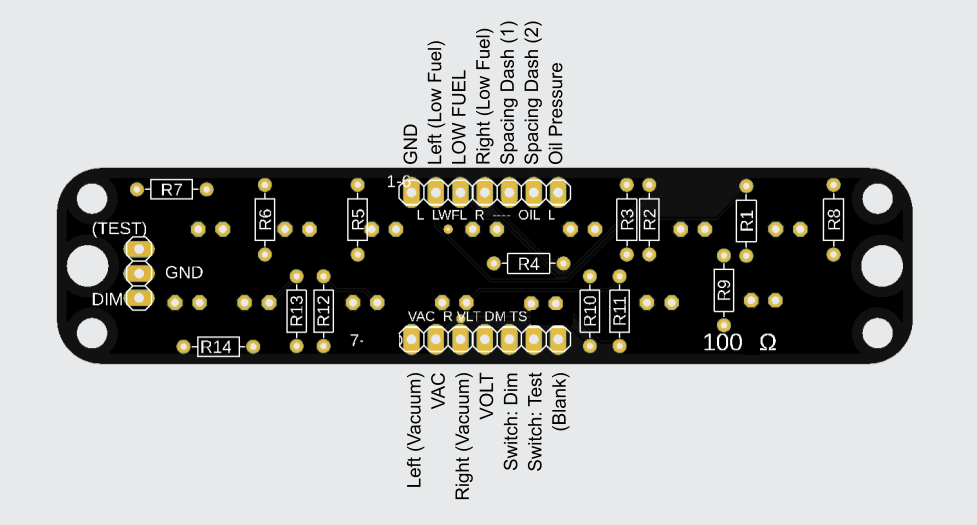 GND
Left (Low Fuel)
LOW FUEL
Right (Low Fuel)
Spacing Dash (1)
Spacing Dash (2)
Oil Pressure
R7
1-6
L LWFL R ---- OIL L
R6
R5
R3
R2
R1
R8
(TEST)
GND
DIM
R4
R9
R13
R12
R10
R11
VAC R VLT DM TS
R14
7-
100 Ω
Left (Vacuum)
VAC
Right (Vacuum)
VOLT
Switch: Dim
Switch: Test
(Blank)